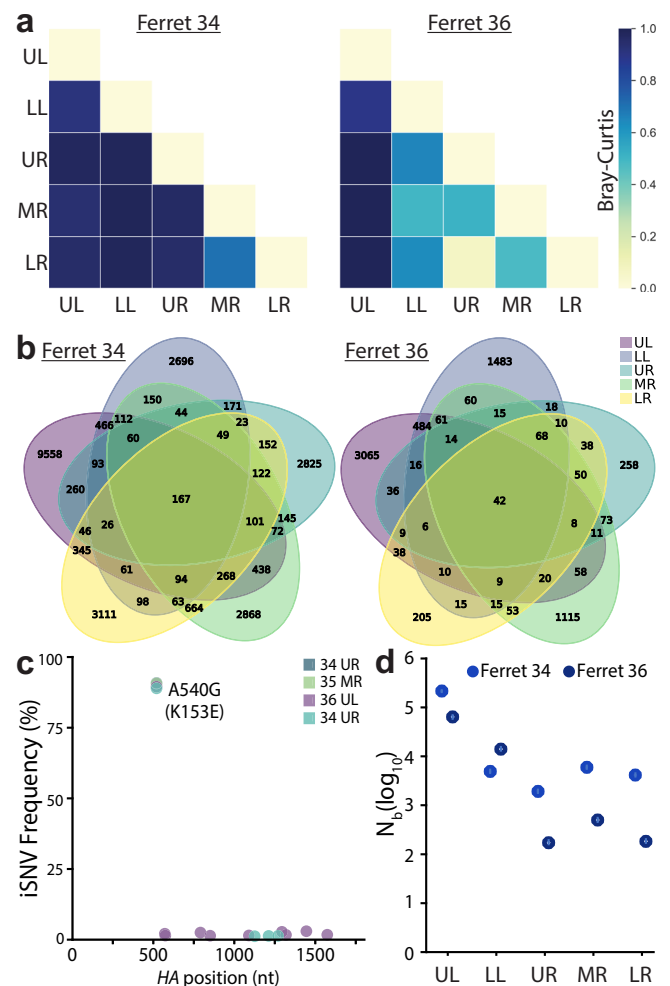 a
Ferret 34
Ferret 36
UL
LL
UR
MR
LR
UL LL UR MR LR
UL LL UR MR LR
1.0
0.8
0.6
0.4
0.2
0.0
Bray-Curtis
b
Ferret 34
2696
150
171
44
23
112
466
60
49
152
9558
93
122
2825
260
167
26
101
145
46
72
345
61
268
438
94
98
63
664
3111
2868
Ferret 36
1483
60
18
15
10
61
484
14
68
38
3065
16
50
258
36
42
6
8
73
9
11
38
10
20
58
9
15
15
53
205
1115
UL
LL
UR
MR
LR
c
iSNV Frequency (%)
100
75
50
25
0
A540G
(K153E)
34 UR
35 MR
36 UL
34 UR
0 500 1000 1500
HA position (nt)
d
Ferret 34
Ferret 36
Nb(log10)
6
5
4
3
2
1
0
UL LL UR MR LR